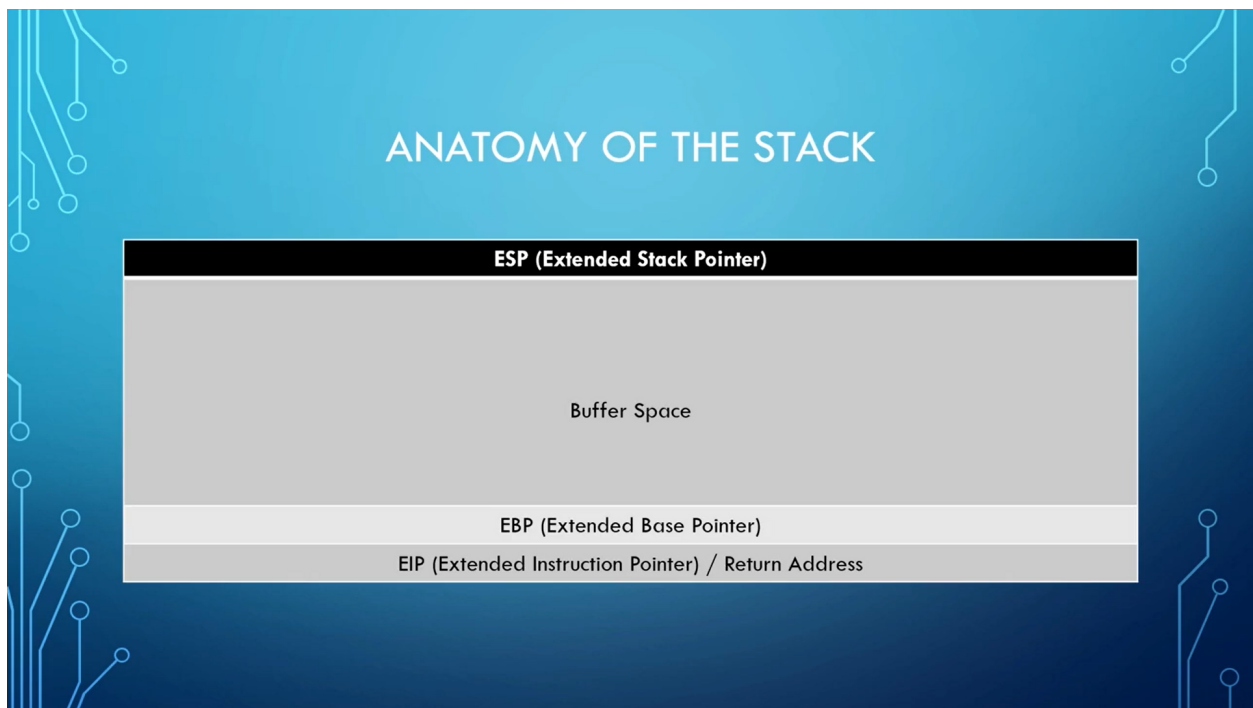 ANATOMY OF THE STACK
ESP (Extended Stack Pointer)
Buffer Space
EBP (Extended Base Pointer)
EIP (Extended Instruction Pointer) / Return Address